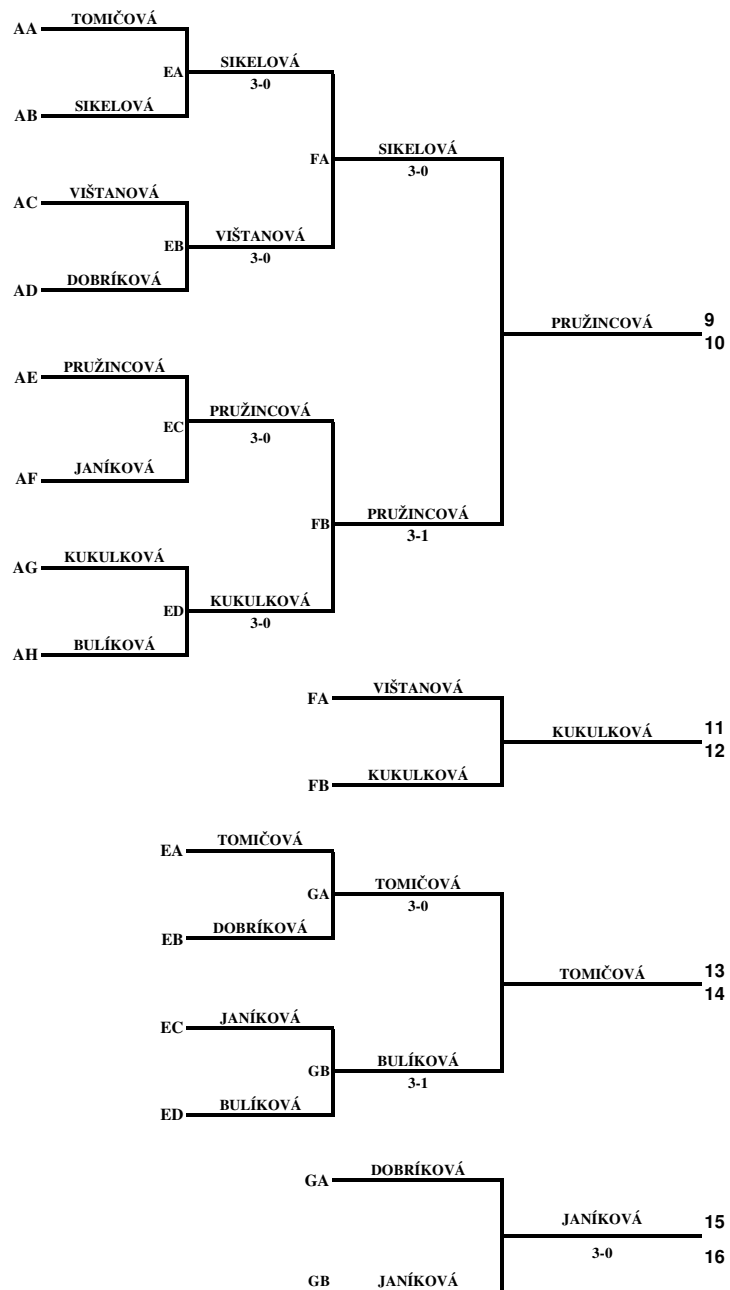 AA TOMIČOVÁ
EA SIKELOVÁ
3-0
AB SIKELOVÁ
FA SIKELOVÁ
3-0
AC VIŠTANOVÁ
EB VIŠTANOVÁ
3-0
AD DOBRÍKOVÁ
PRUŽINCOVÁ 9
10
AE PRUŽINCOVÁ
EC PRUŽINCOVÁ
3-0
AF JANÍKOVÁ
FB PRUŽINCOVÁ
3-1
AG KUKULKOVÁ
ED KUKULKOVÁ
3-0
AH BULÍKOVÁ
FA VIŠTANOVÁ
KUKULKOVÁ 11
12
FB KUKULKOVÁ
EA TOMIČOVÁ
GA TOMIČOVÁ
3-0
EB DOBRÍKOVÁ
TOMIČOVÁ 13
14
EC JANÍKOVÁ
GB BULÍKOVÁ
3-1
ED BULÍKOVÁ
GA DOBRÍKOVÁ
JANÍKOVÁ 15
3-0 16
GB JANÍKOVÁ